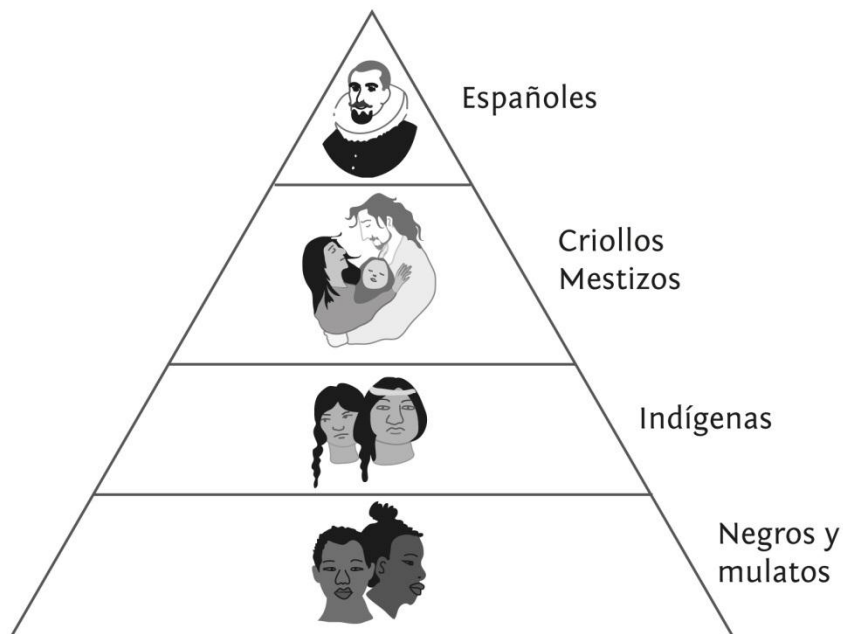 Españoles
Criollos
Mestizos
Indígenas
Negros y
mulatos